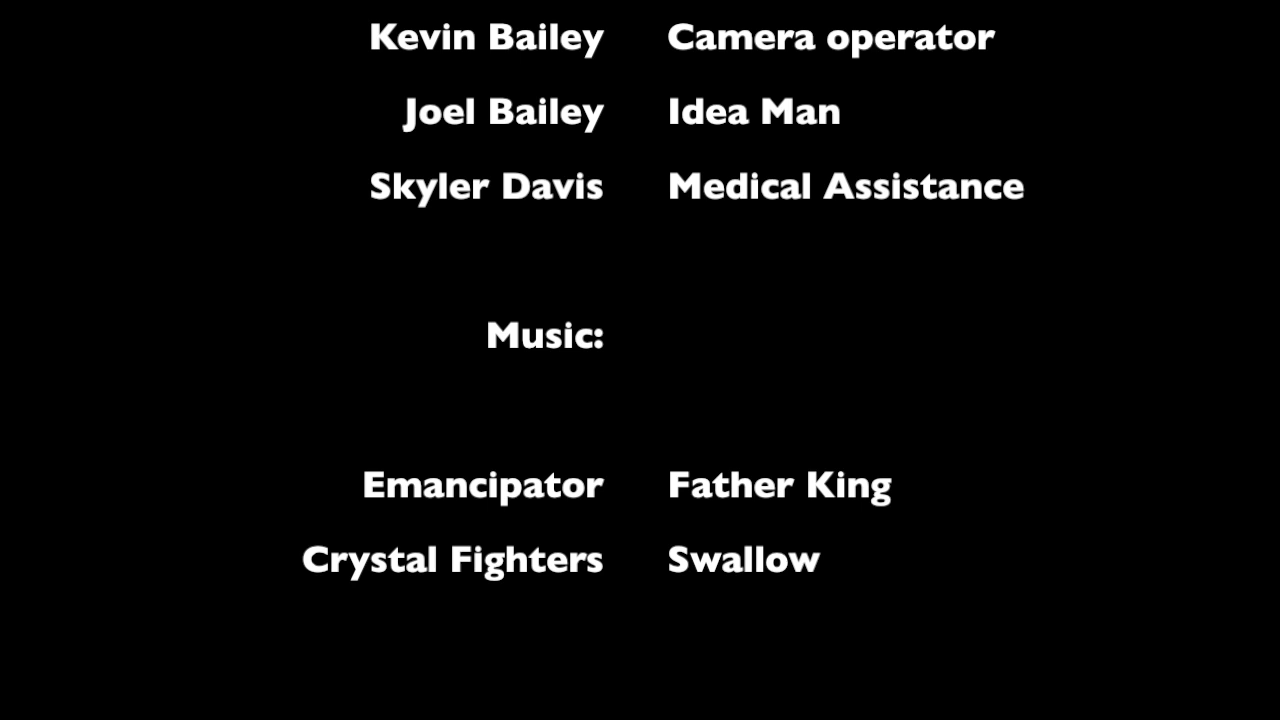 Kevin Bailey Camera operator
Joel Bailey Idea Man
Skyler Davis Medical Assistance
Music:
Emancipator Father King
Crystal Fighters Swallow